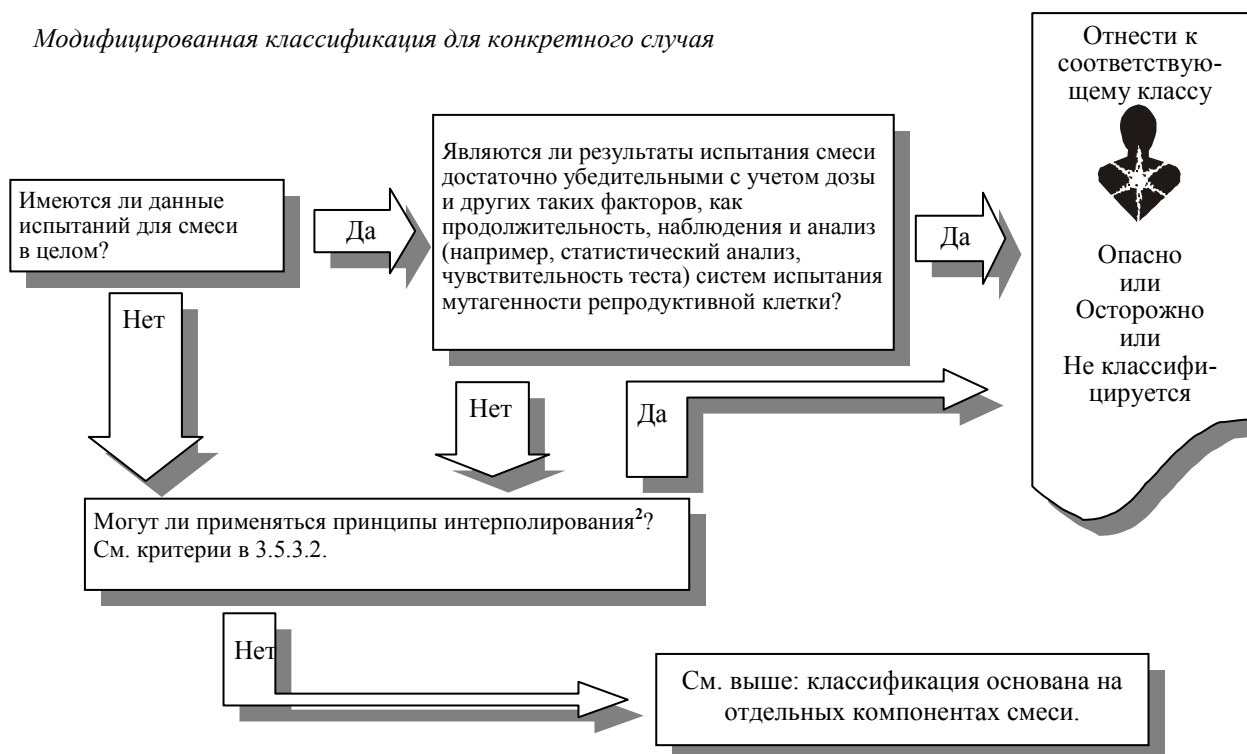 Модифицированная классификация для конкретного случая
Имеются ли данные
испытаний для смеси
в целом?
Да
Являются ли результаты испытания смеси
достаточно убедительными с учетом дозы
и других таких факторов, как
продолжительность, наблюдения и анализ
(например, статистический анализ,
чувствительность теста) систем испытания
мутагенности репродуктивной клетки?
Да
Отнести к
соответствую-
щему классу
Опасно
или
Осторожно
или
Не классифи-
цируется
Нет
Нет
Да
Могут ли применяться принципы интерполирования²?
См. критерии в 3.5.3.2.
Нет
См. выше: классификация основана на
отдельных компонентах смеси.